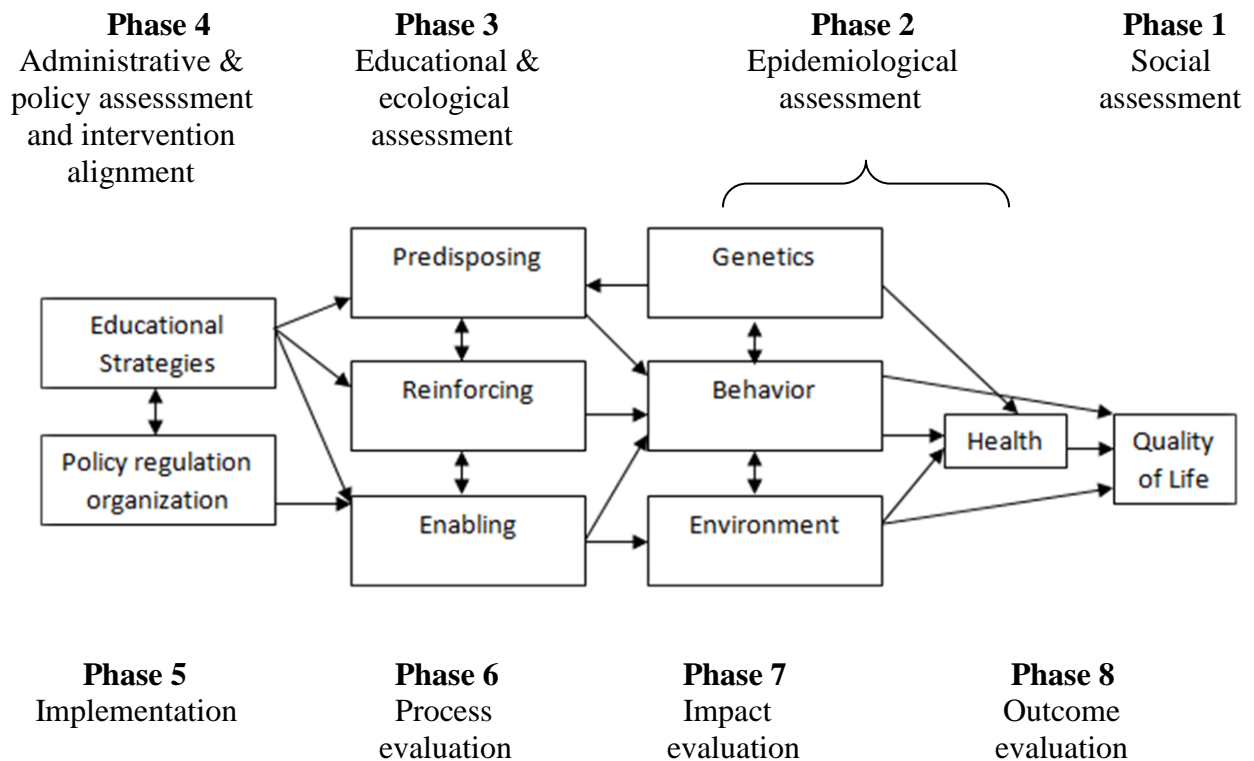 Phase 4
Administrative &
policy assesssment
and intervention
alignment
Phase 3
Educational &
ecological
assessment
Phase 2
Epidemiological
assessment
Phase 1
Social
assessment
Educational
Strategies
Policy regulation
organization
Predisposing
Reinforcing
Enabling
Genetics
Behavior
Environment
Health
Quality
of Life
Phase 5
Implementation
Phase 6
Process
evaluation
Phase 7
Impact
evaluation
Phase 8
Outcome
evaluation